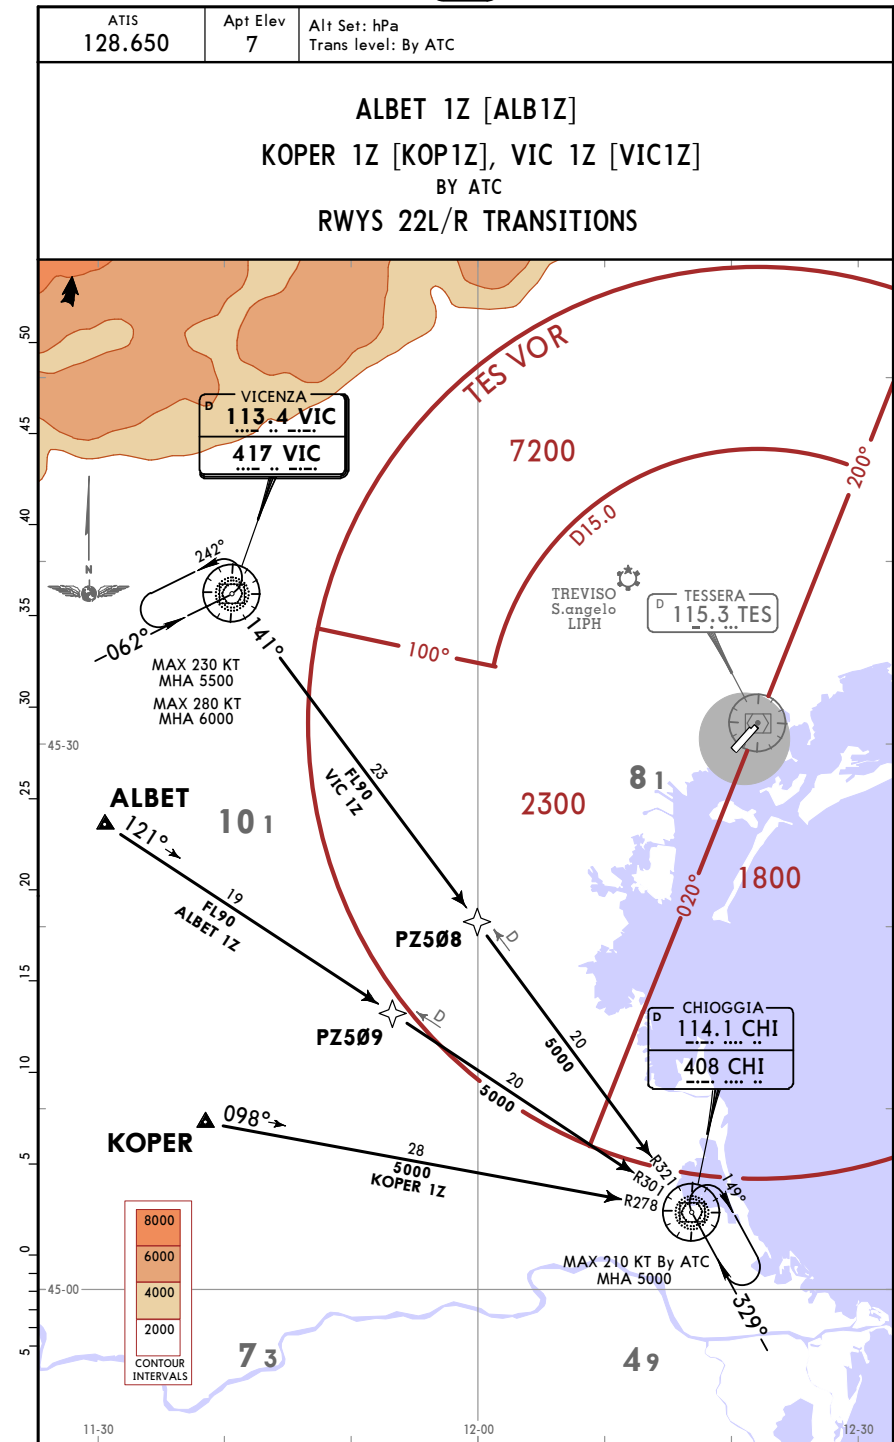 ATIS
128.650
Apt Elev
7
Alt Set: hPa
Trans level: By ATC
ALBET 1Z [ALB1Z]
KOPER 1Z [KOP1Z], VIC 1Z [VIC1Z]
BY ATC
RWYS 22L/R TRANSITIONS
TES VOR
7200
200°
D15.0
100°
2300
020°
1800
VICENZA
D 113.4 VIC
417 VIC
N
242°
062°
141°
MAX 230 KT
MHA 5500
MAX 280 KT
MHA 6000
TREVISO
S.angelo
LIPH
TESSERA
D 115.3 TES
45-30
8 1
10 1
23
FL90
VIC 1Z
ALBET
121°
19
FL90
ALBET 1Z
PZ5Ø8
D
PZ5Ø9
D
20
5000
20
5000
CHIOGGIA
D 114.1 CHI
408 CHI
KOPER
098°
28
5000
KOPER 1Z
R321
R301
R278
149°
329°
MAX 210 KT By ATC
MHA 5000
8000
6000
4000
2000
CONTOUR
INTERVALS
45-00
7 3
4 9
11-30
12-00
12-30
50
45
40
35
30
25
20
15
10
5
0
5